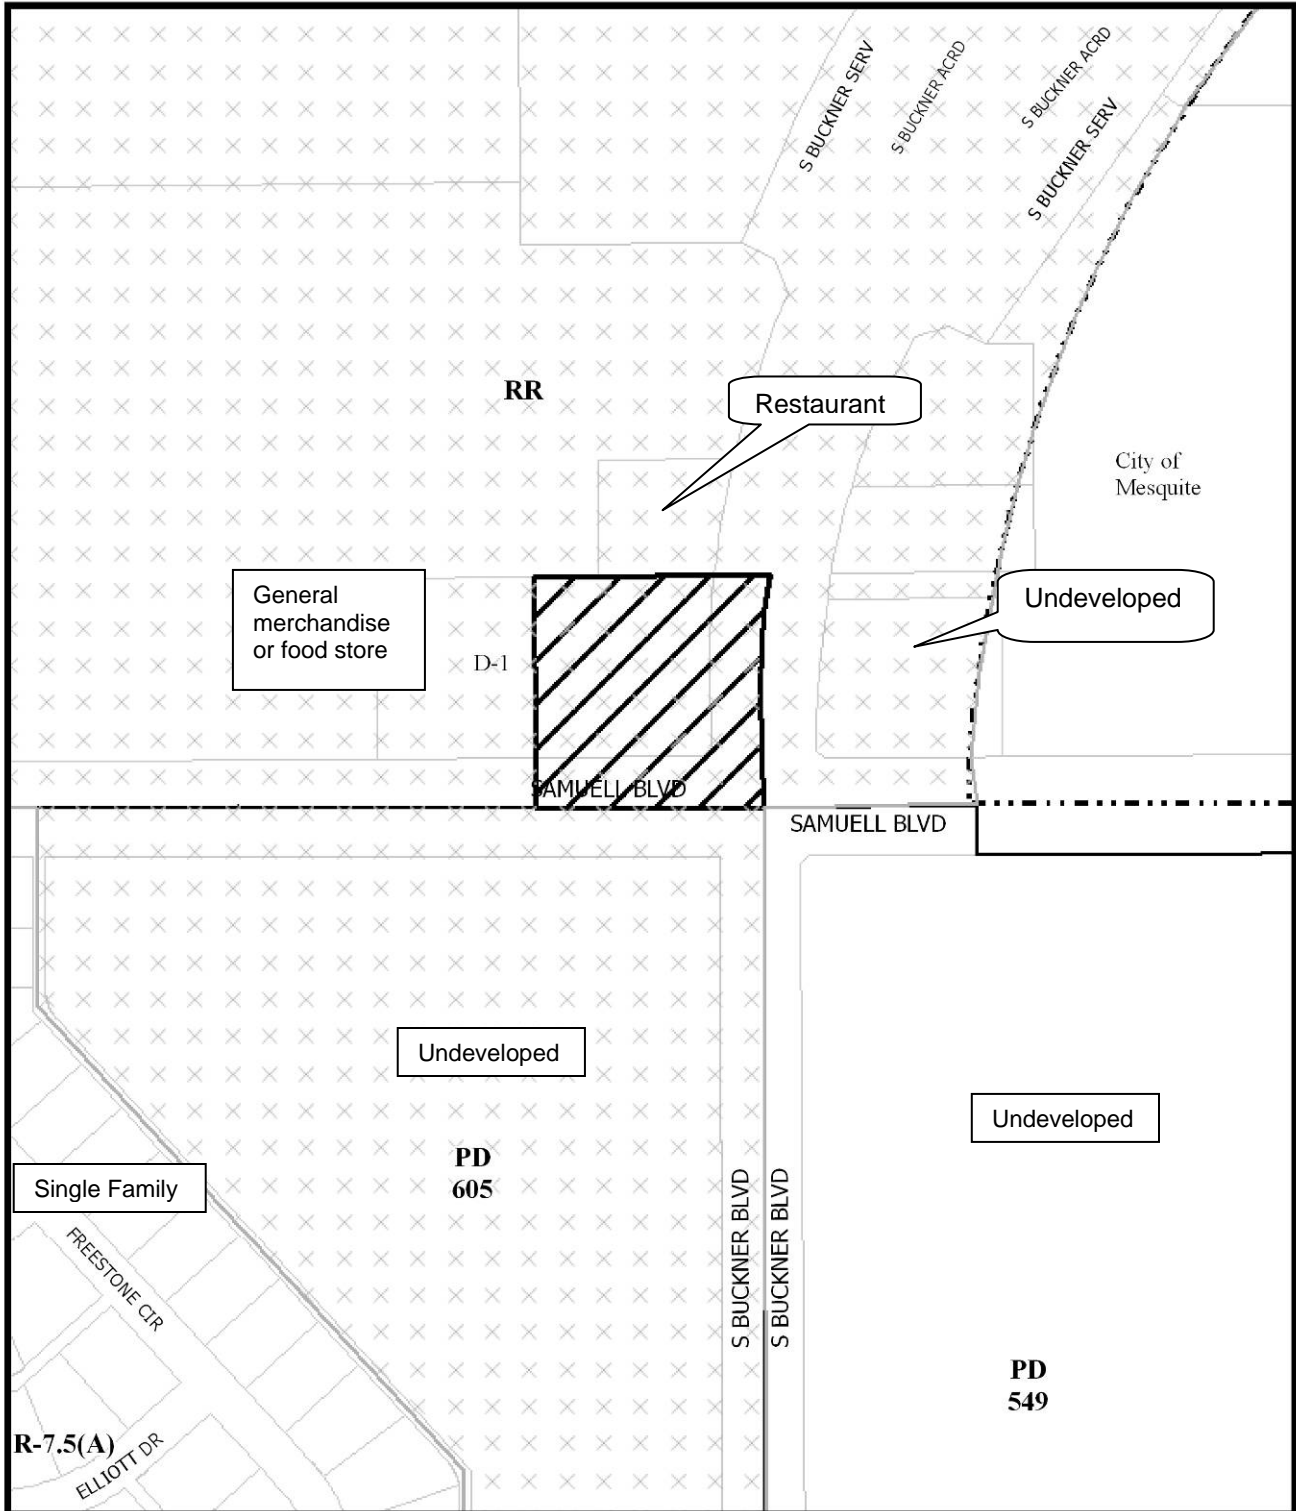 S BUCKNER SERV
S BUCKNER ACRD
S BUCKNER ACRD
S BUCKNER SERV
RR
Restaurant
City of
Mesquite
General
merchandise
or food store
Undeveloped
D-1
SAMUELL BLVD
SAMUELL BLVD
Undeveloped
Undeveloped
PD
605
Single Family
S BUCKNER BLVD
S BUCKNER BLVD
FREESTONE CIR
PD
549
R-7.5(A)
ELLIOTT DR